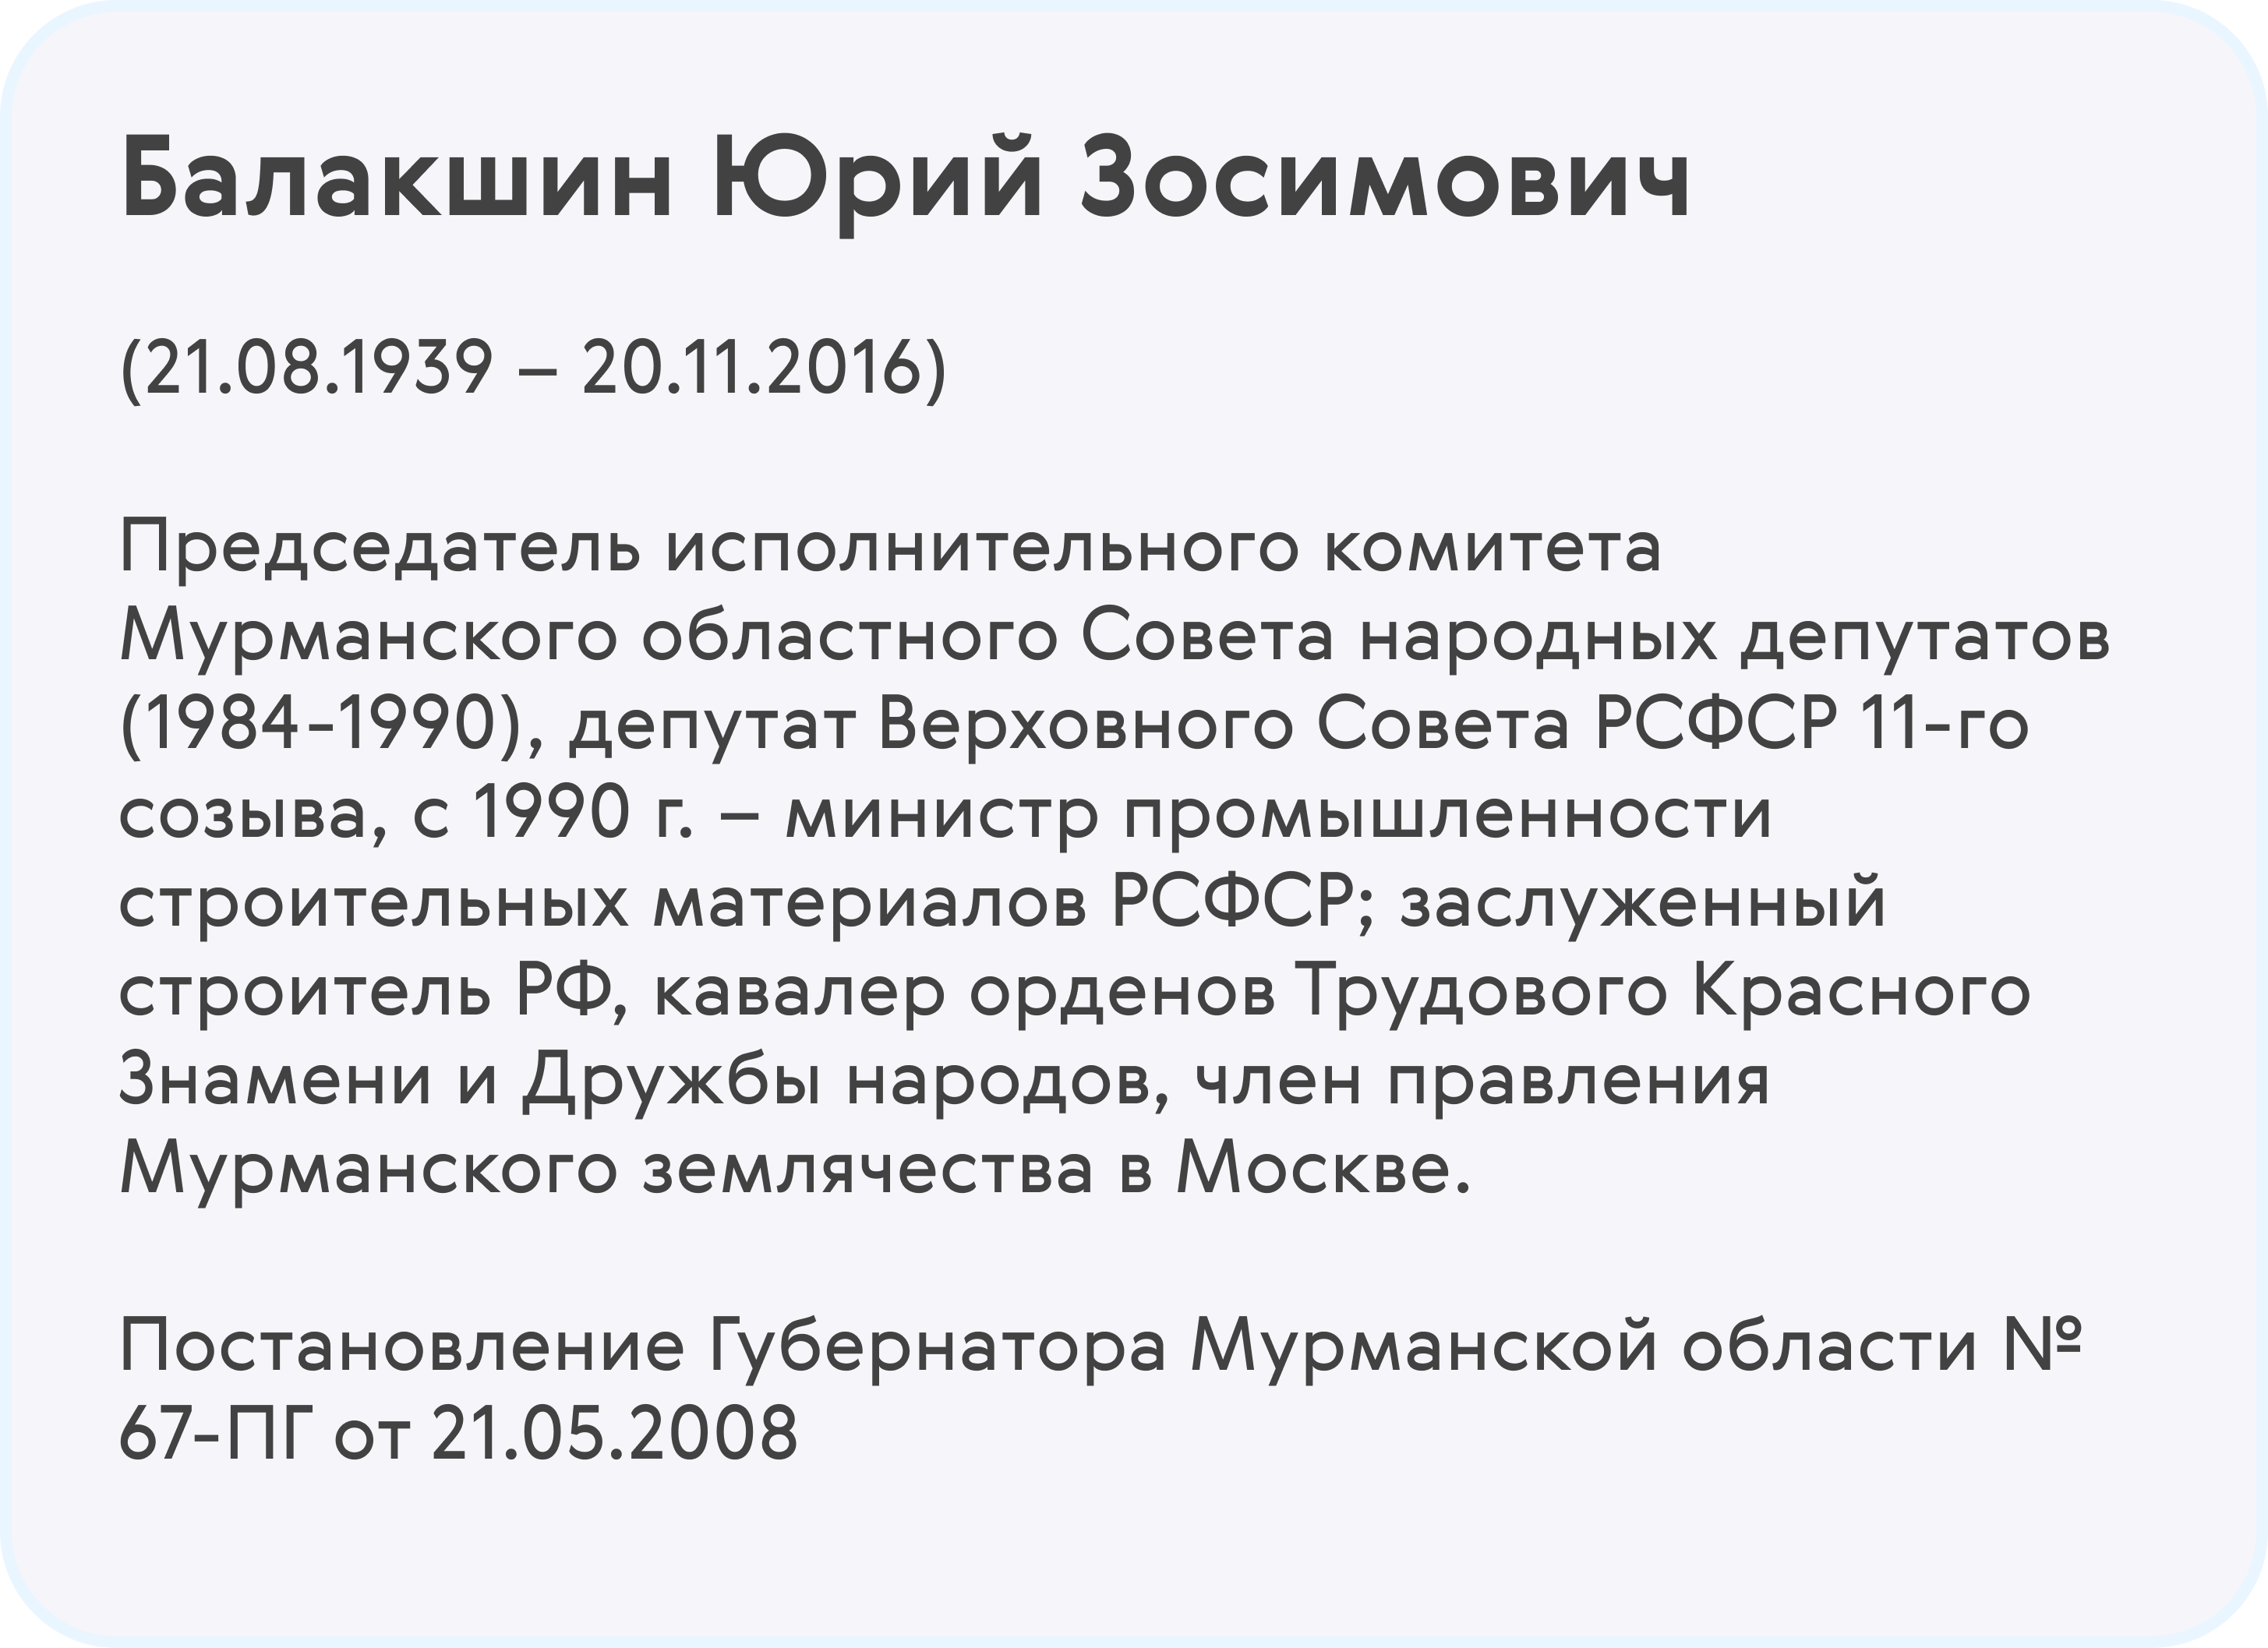 Балакшин Юрий Зосимович
(21.08.1939 – 20.11.2016)
Председатель исполнительного комитета
Мурманского областного Совета народных депутатов
(1984-1990), депутат Верховного Совета РСФСР 11-го
созыва, с 1990 г. – министр промышленности
строительных материалов РСФСР; заслуженный
строитель РФ, кавалер орденов Трудового Красного
Знамени и Дружбы народов, член правления
Мурманского землячества в Москве.
Постановление Губернатора Мурманской области №
67-ПГ от 21.05.2008